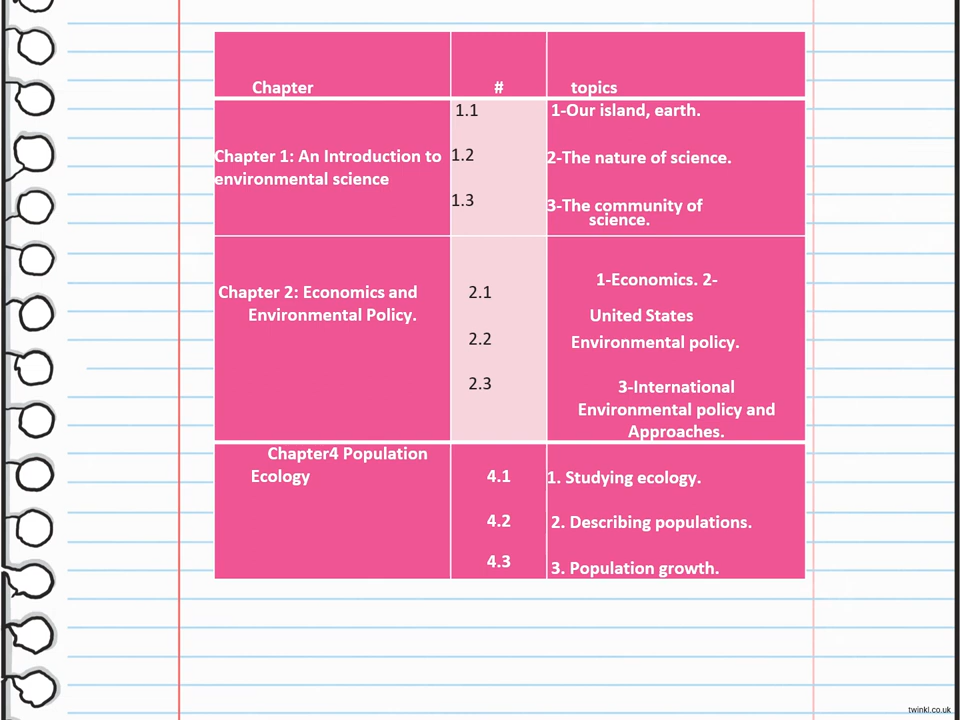 Chapter # topics
Chapter 1: An Introduction to
environmental science
1.1
1.2
1.3
1-Our island, earth.
2-The nature of science.
3-The community of
science.
Chapter 2: Economics and
Environmental Policy.
2.1
2.2
2.3
1-Economics. 2-
United States
Environmental policy.
3-International
Environmental policy and
Approaches.
Chapter4 Population
Ecology
4.1
4.2
4.3
1. Studying ecology.
2. Describing populations.
3. Population growth.
twinkl.co.uk